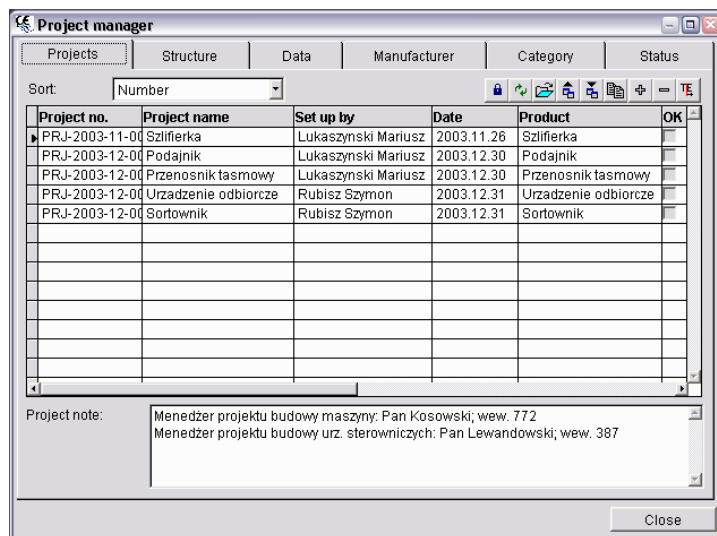 Project manager
Projects Structure Data Manufacturer Category Status
Sort: Number TE
Project no. Project name Set up by Date Product OK
PRJ-2003-11-00 Szlifierka Lukaszynski Mariusz 2003.11.26 Szlifierka
PRJ-2003-12-00 Podajnik Lukaszynski Mariusz 2003.12.30 Podajnik
PRJ-2003-12-00 Przenosnik tasmowy Lukaszynski Mariusz 2003.12.30 Przenosnik tasmowy
PRJ-2003-12-00 Urzadzenie odbiorcze Rubisz Szymon 2003.12.31 Urzadzenie odbiorcze
PRJ-2003-12-00 Sortownik Rubisz Szymon 2003.12.31 Sortownik
Project note: Menedżer projektu budowy maszyny: Pan Kosowski; wew. 772
Menedżer projektu budowy urz. sterowniczych: Pan Lewandowski; wew. 387
Close